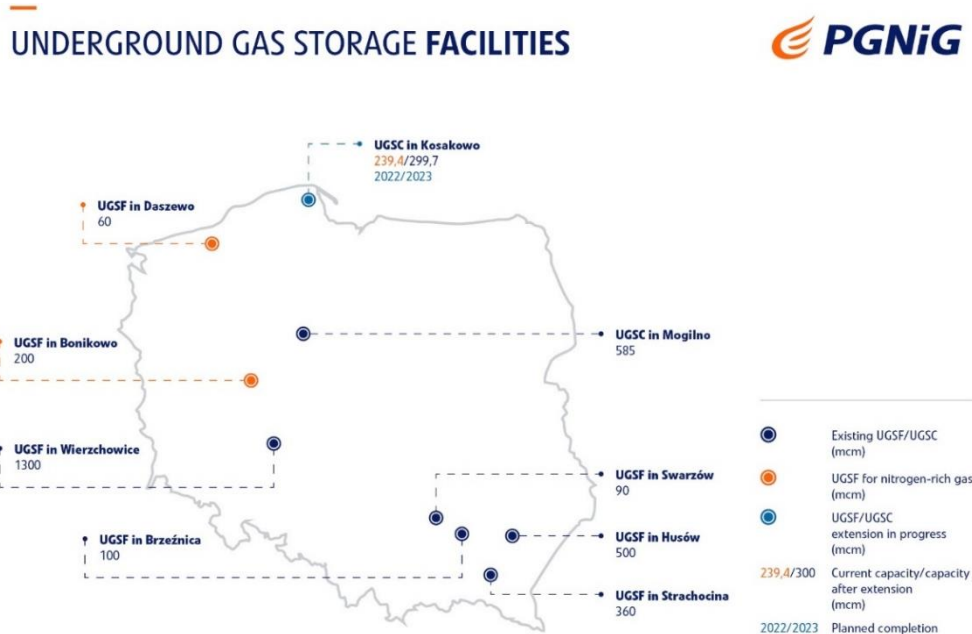 UNDERGROUND GAS STORAGE FACILITIES
PGNiG
UGSC in Kosakowo
239,4/299,7
2022/2023
UGSF in Daszewo
60
UGSF in Bonikowo
200
UGSC in Mogilno
585
UGSF in Wierzchowice
1300
UGSF in Swarzów
90
UGSF in Brzeźnica
100
UGSF in Husów
500
UGSF in Strachocina
360
Existing UGSF/UGSC
(mcm)
UGSF for nitrogen-rich gas
(mcm)
UGSF/UGSC
extension in progress
(mcm)
239,4/300 Current capacity/capacity
after extension
(mcm)
2022/2023 Planned completion